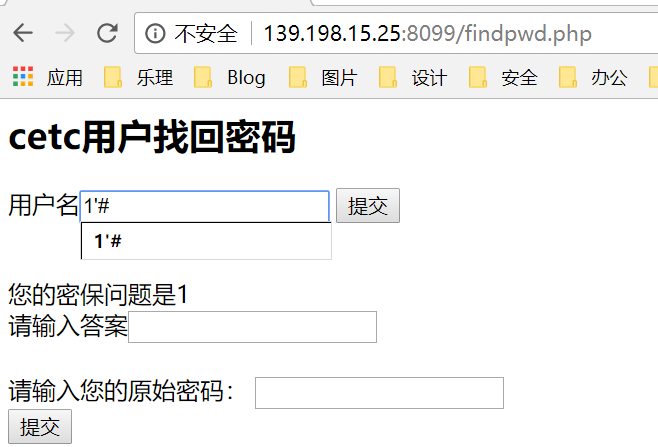 不安全 139.198.15.25:8099/findpwd.php
应用 乐理 Blog 图片 设计 安全 办公
cetc用户找回密码
用户名 1'# 提交
1'#
您的密保问题是1
请输入答案
请输入您的原始密码：
提交